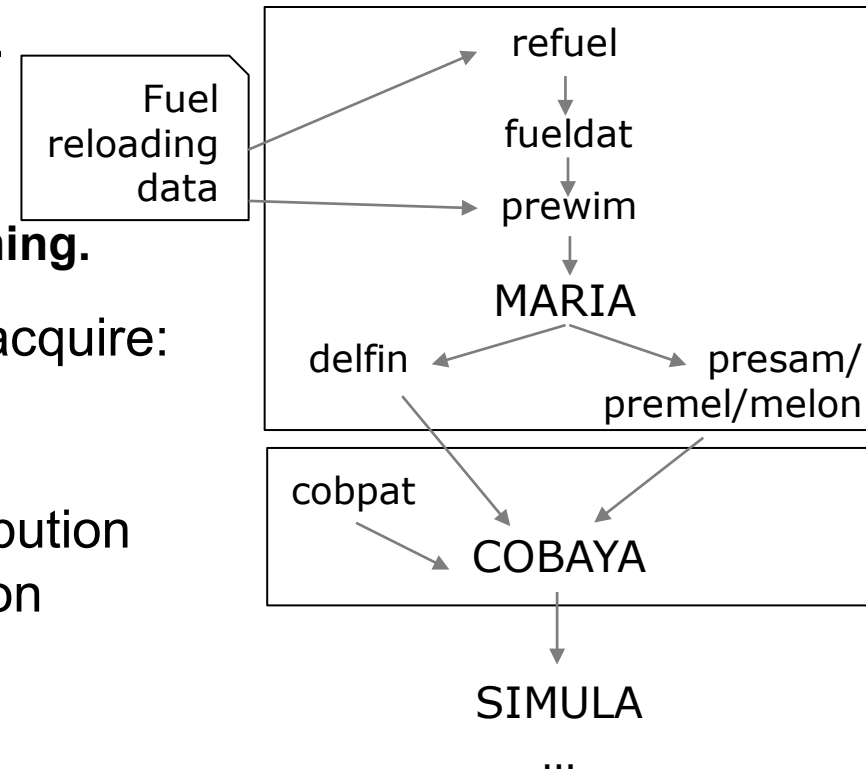 Fuel
reloading
data
ning.
acquire:
bution
on
refuel
fueldat
prewim
MARIA
delfin
presam/
premel/melon
cobpat
COBAYA
SIMULA
...